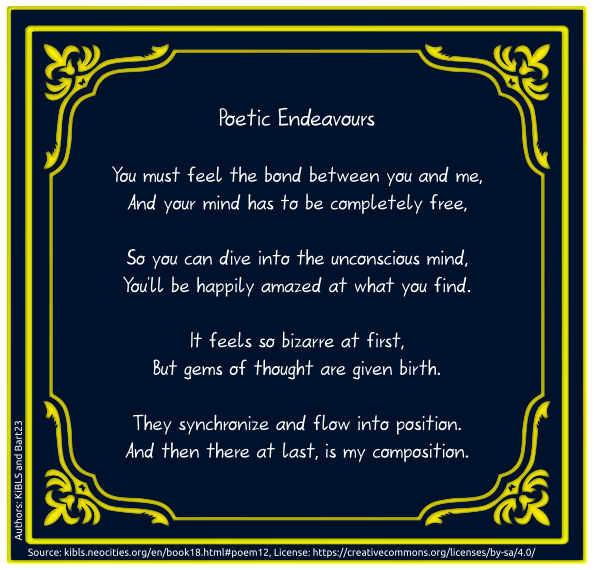 Poetic Endeavours
You must feel the bond between you and me,
And your mind has to be completely free,
So you can dive into the unconscious mind,
You'll be happily amazed at what you find.
It feels so bizarre at first,
But gems of thought are given birth.
They synchronize and flow into position.
And then there at last, is my composition.
Authors: KIBLS and Bart23
Source: kibls.neocities.org/en/book18.html#poem12, License: https://creativecommons.org/licenses/by-sa/4.0/